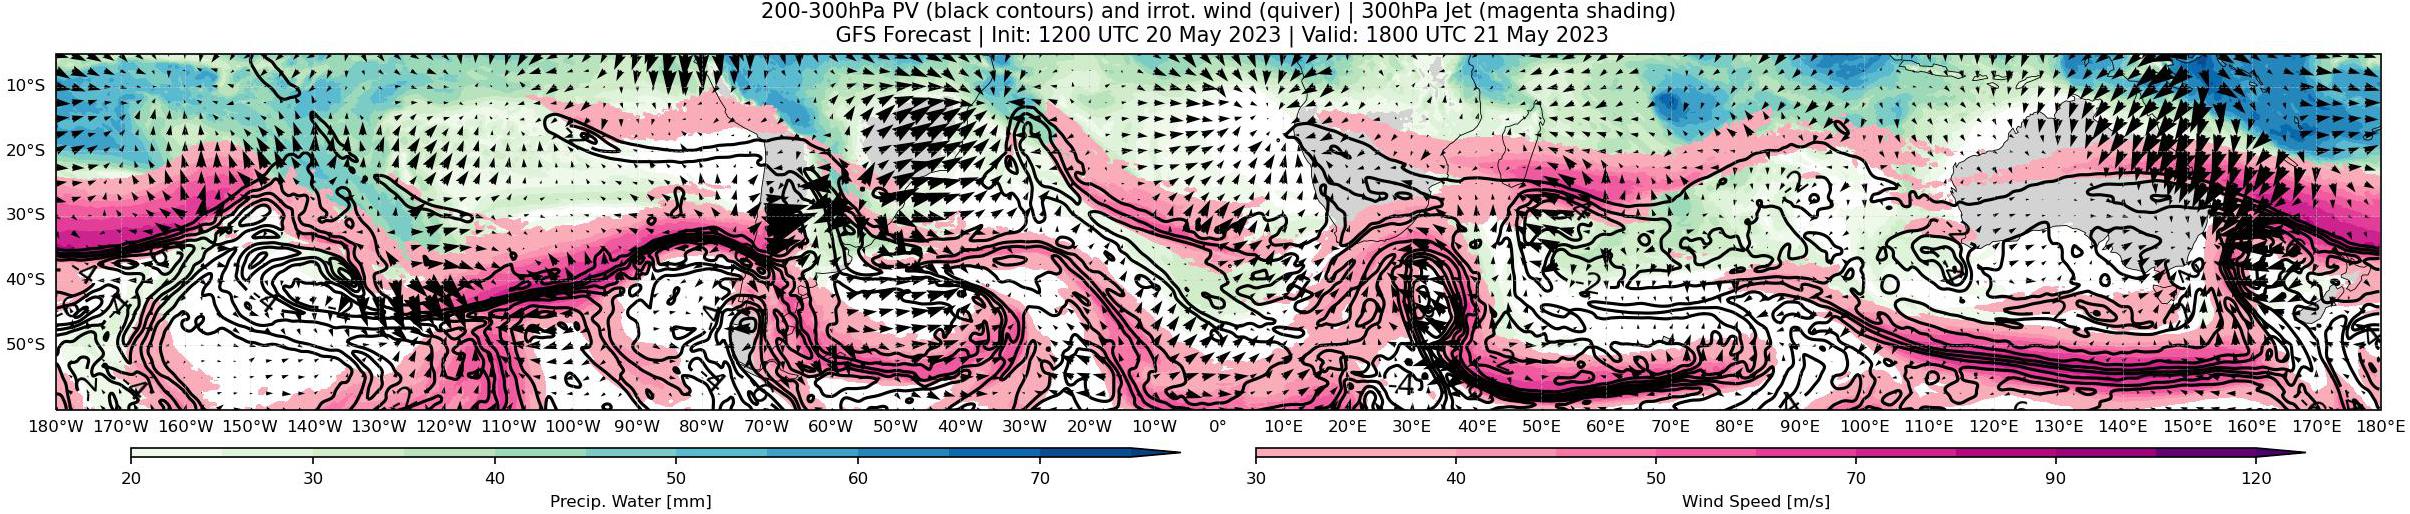 200-300hPa PV (black contours) and irrot. wind (quiver) | 300hPa Jet (magenta shading)
GFS Forecast | Init: 1200 UTC 20 May 2023 | Valid: 1800 UTC 21 May 2023
10°S
20°S
30°S
40°S
50°S
180°W 170°W 160°W 150°W 140°W 130°W 120°W 110°W 100°W 90°W 80°W 70°W 60°W 50°W 40°W 30°W 20°W 10°W 0° 10°E 20°E 30°E 40°E 50°E 60°E 70°E 80°E 90°E 100°E 110°E 120°E 130°E 140°E 150°E 160°E 170°E 180°E
20 30 40 50 60 70
Precip. Water [mm]
30 40 50 70 90 120
Wind Speed [m/s]